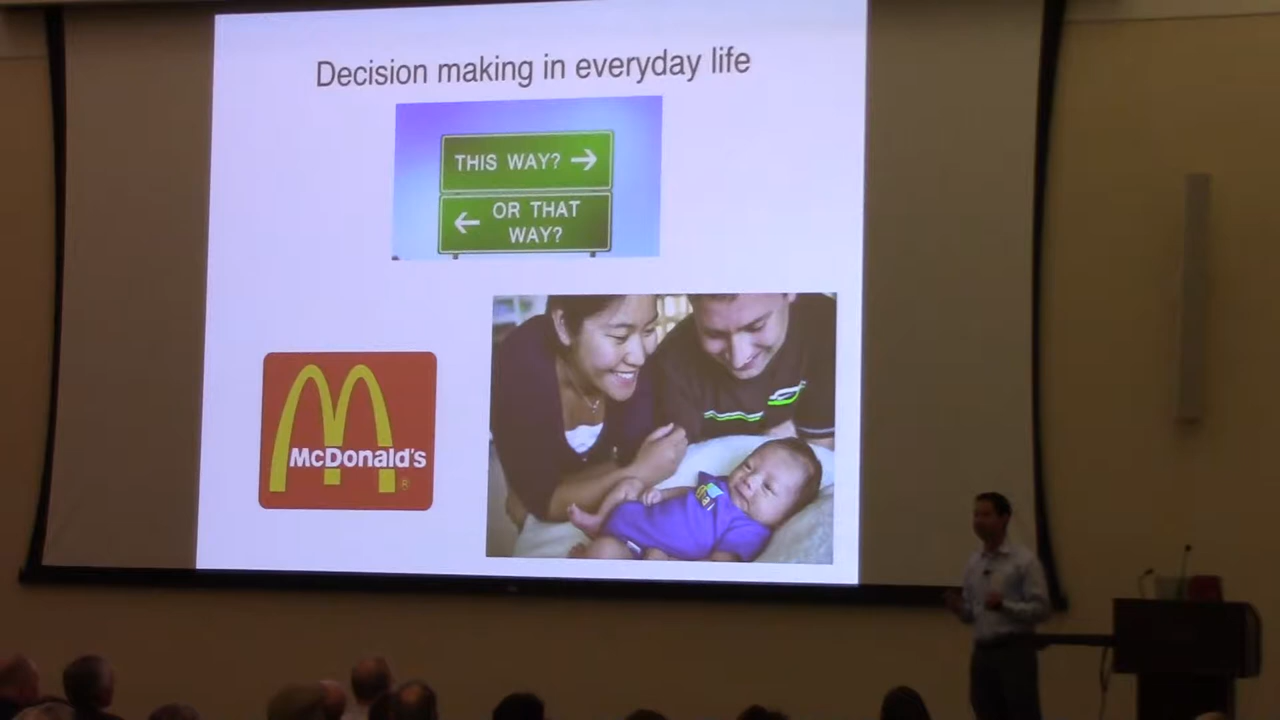 Decision making in everyday life
THIS WAY? →
← OR THAT
WAY?
McDonald's
®